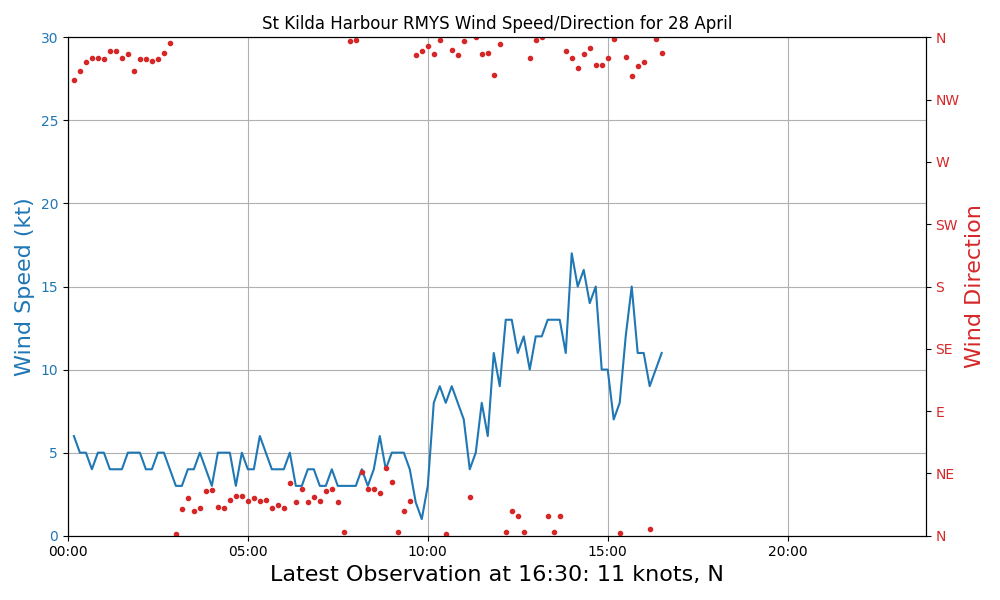 St Kilda Harbour RMYS Wind Speed/Direction for 28 April
Wind Speed (kt)
30
25
20
15
10
5
0
N
NW
W
SW
S
SE
E
NE
N
Wind Direction
00:00 05:00 10:00 15:00 20:00
Latest Observation at 16:30: 11 knots, N